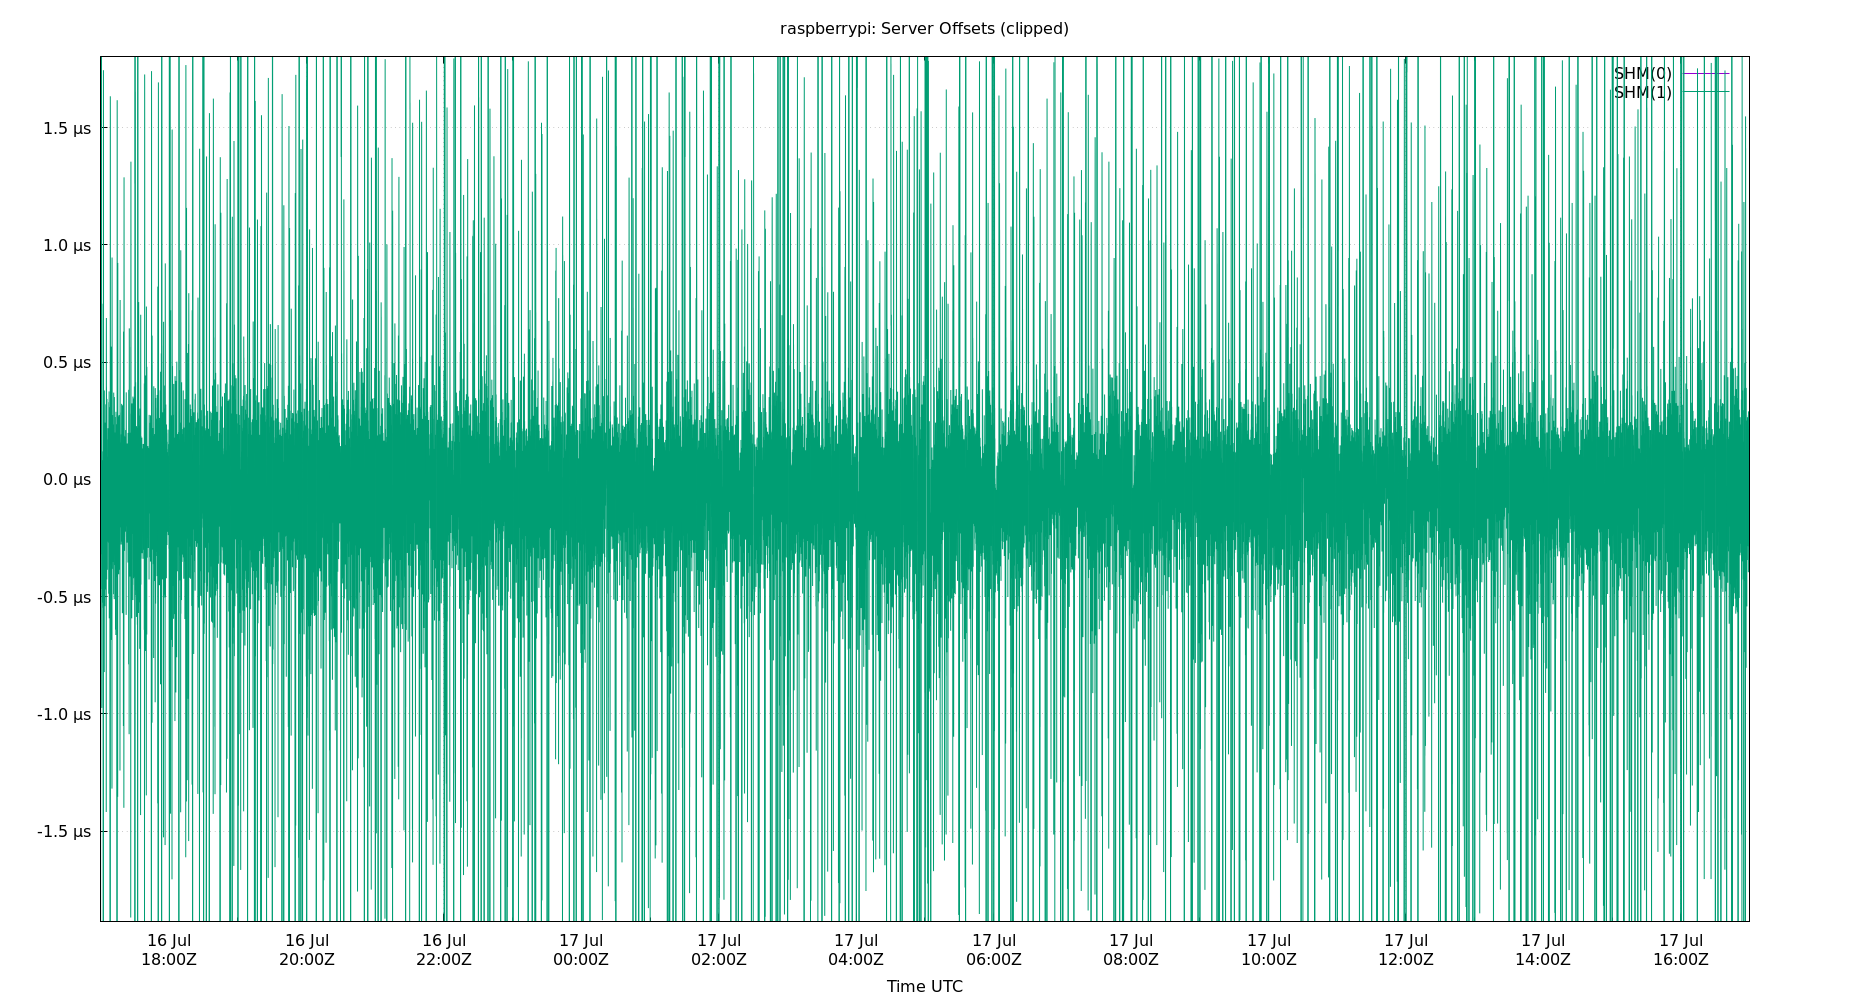 raspberrypi: Server Offsets (clipped)
SHM(0)
SHM(1)
1.5 µs
1.0 µs
0.5 µs
0.0 µs
-0.5 µs
-1.0 µs
-1.5 µs
16 Jul 16 Jul 16 Jul 17 Jul 17 Jul 17 Jul 17 Jul 17 Jul 17 Jul 17 Jul 17 Jul 17 Jul
18:00Z 20:00Z 22:00Z 00:00Z 02:00Z 04:00Z 06:00Z 08:00Z 10:00Z 12:00Z 14:00Z 16:00Z
Time UTC